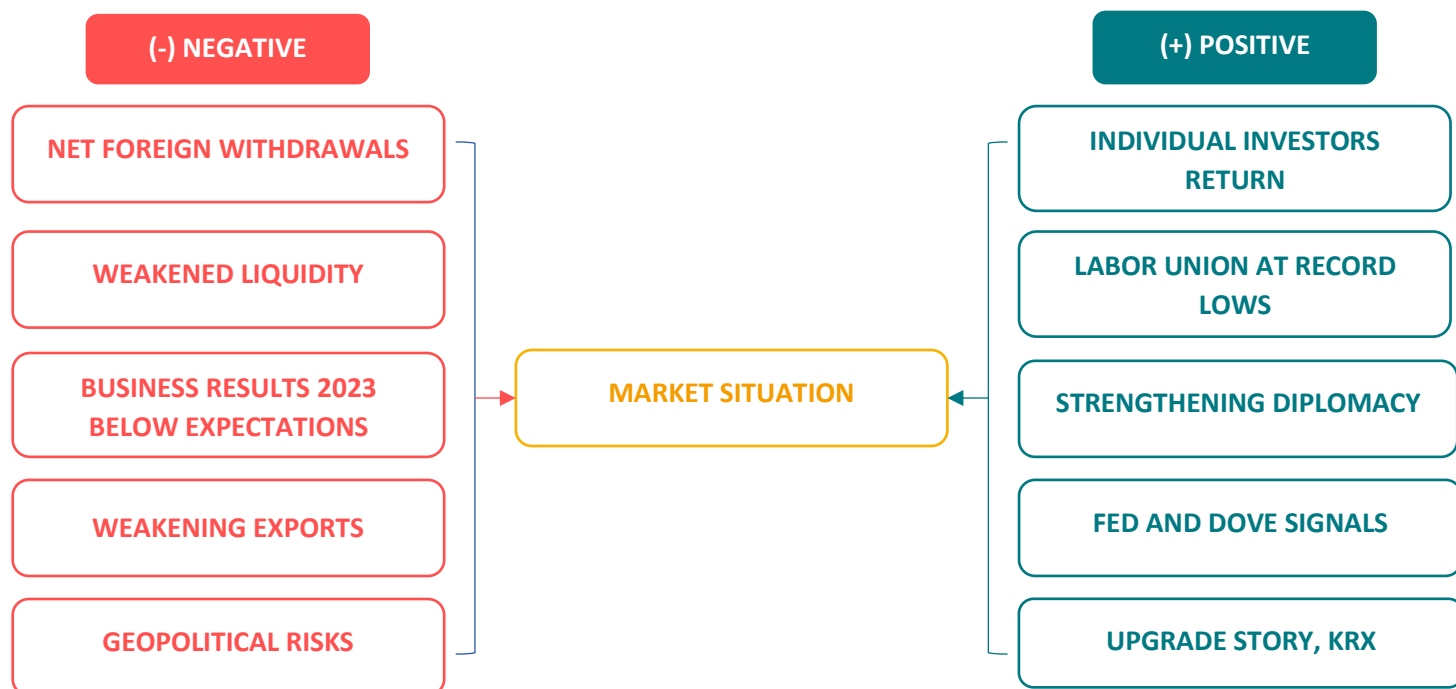 (-) NEGATIVE
NET FOREIGN WITHDRAWALS
WEAKENED LIQUIDITY
BUSINESS RESULTS 2023
BELOW EXPECTATIONS
WEAKENING EXPORTS
GEOPOLITICAL RISKS
MARKET SITUATION
(+) POSITIVE
INDIVIDUAL INVESTORS
RETURN
LABOR UNION AT RECORD
LOWS
STRENGTHENING DIPLOMACY
FED AND DOVE SIGNALS
UPGRADE STORY, KRX